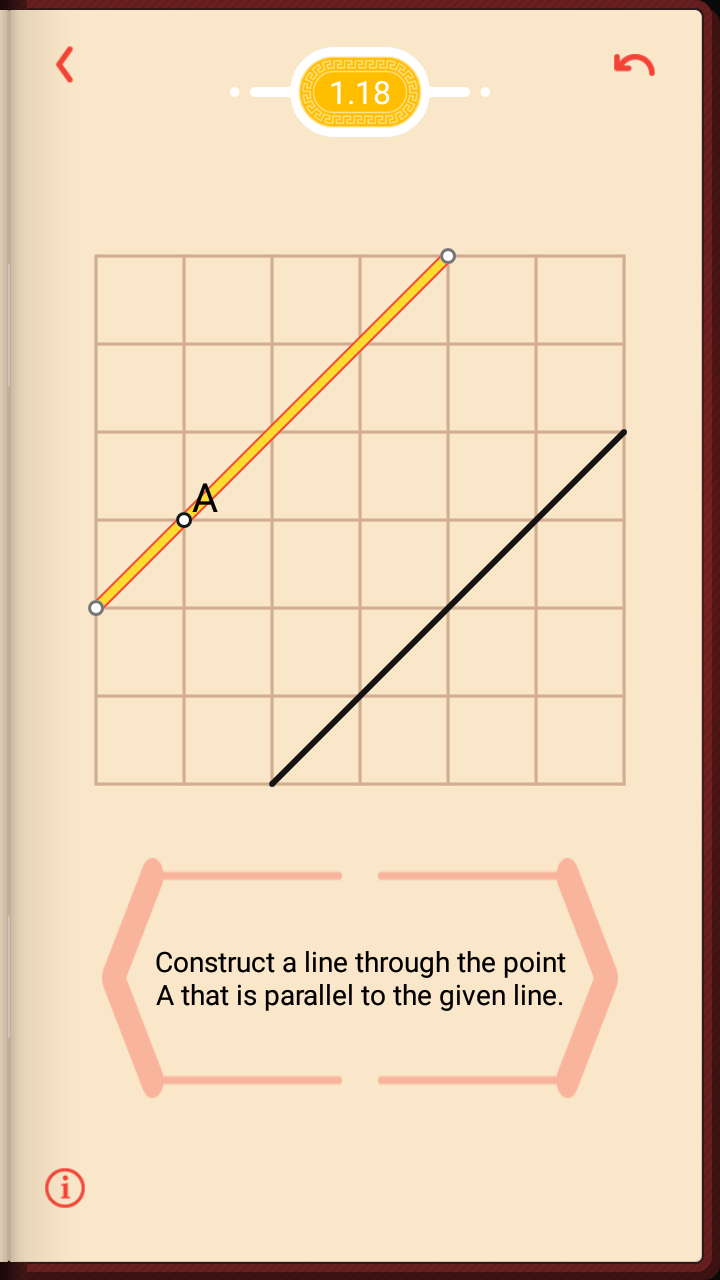 1.18
A
Construct a line through the point
A that is parallel to the given line.